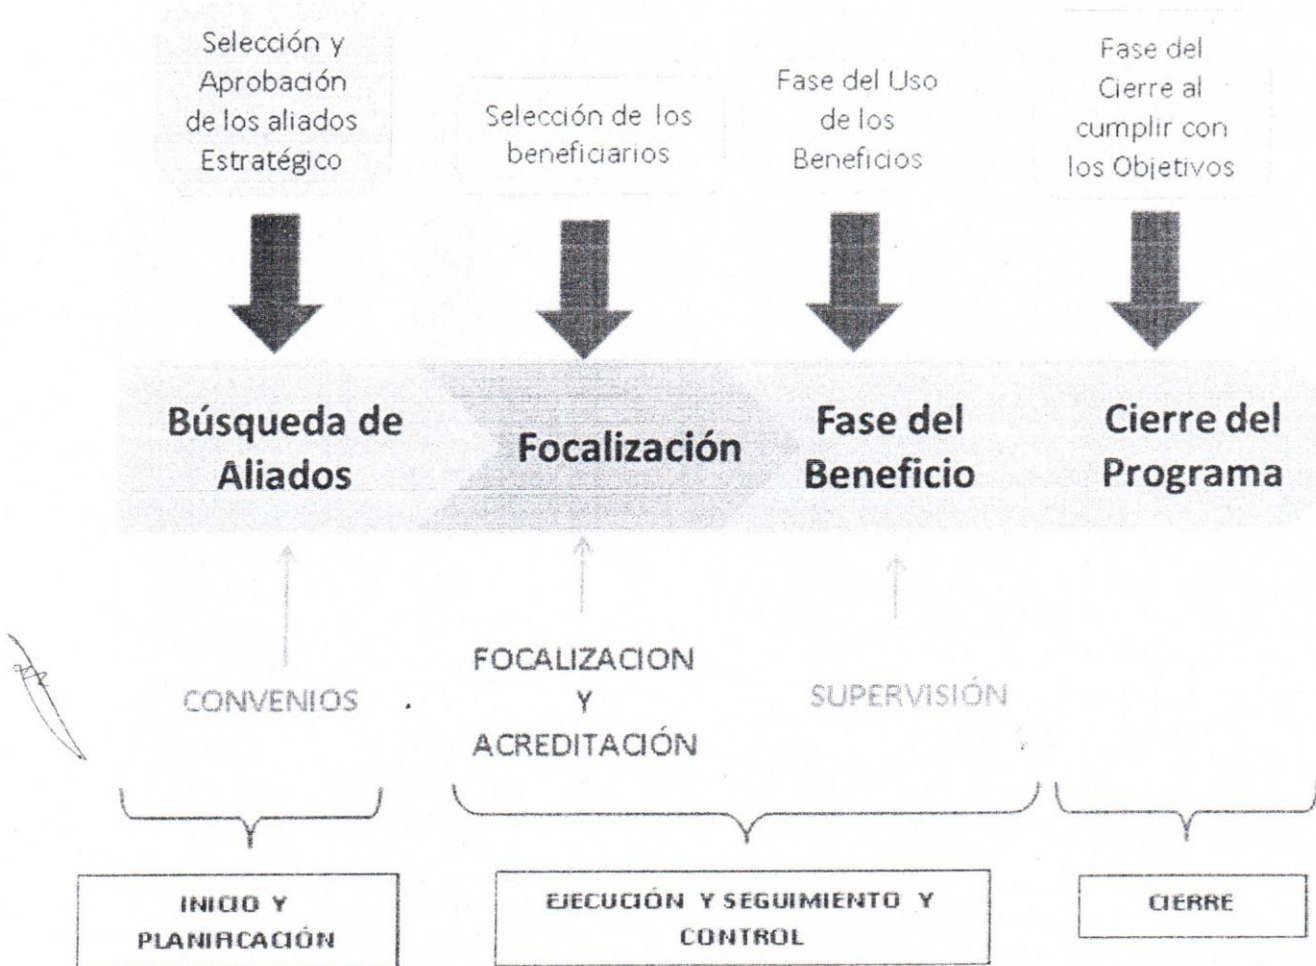 Selección y
Aprobación
de los aliados
Estratégico
Selección de los
beneficiarios
Fase del Uso
de los
Beneficios
Fase del
Cierre al
cumplir con
los Objetivos
Búsqueda de
Aliados
Focalización
Fase del
Beneficio
Cierre del
Programa
CONVENIOS
FOCALIZACION
Y
ACREDITACIÓN
SUPERVISIÓN
INICIO Y
PLANIFICACIÓN
EJECUCIÓN Y SEGUIMIENTO Y
CONTROL
CIERRE